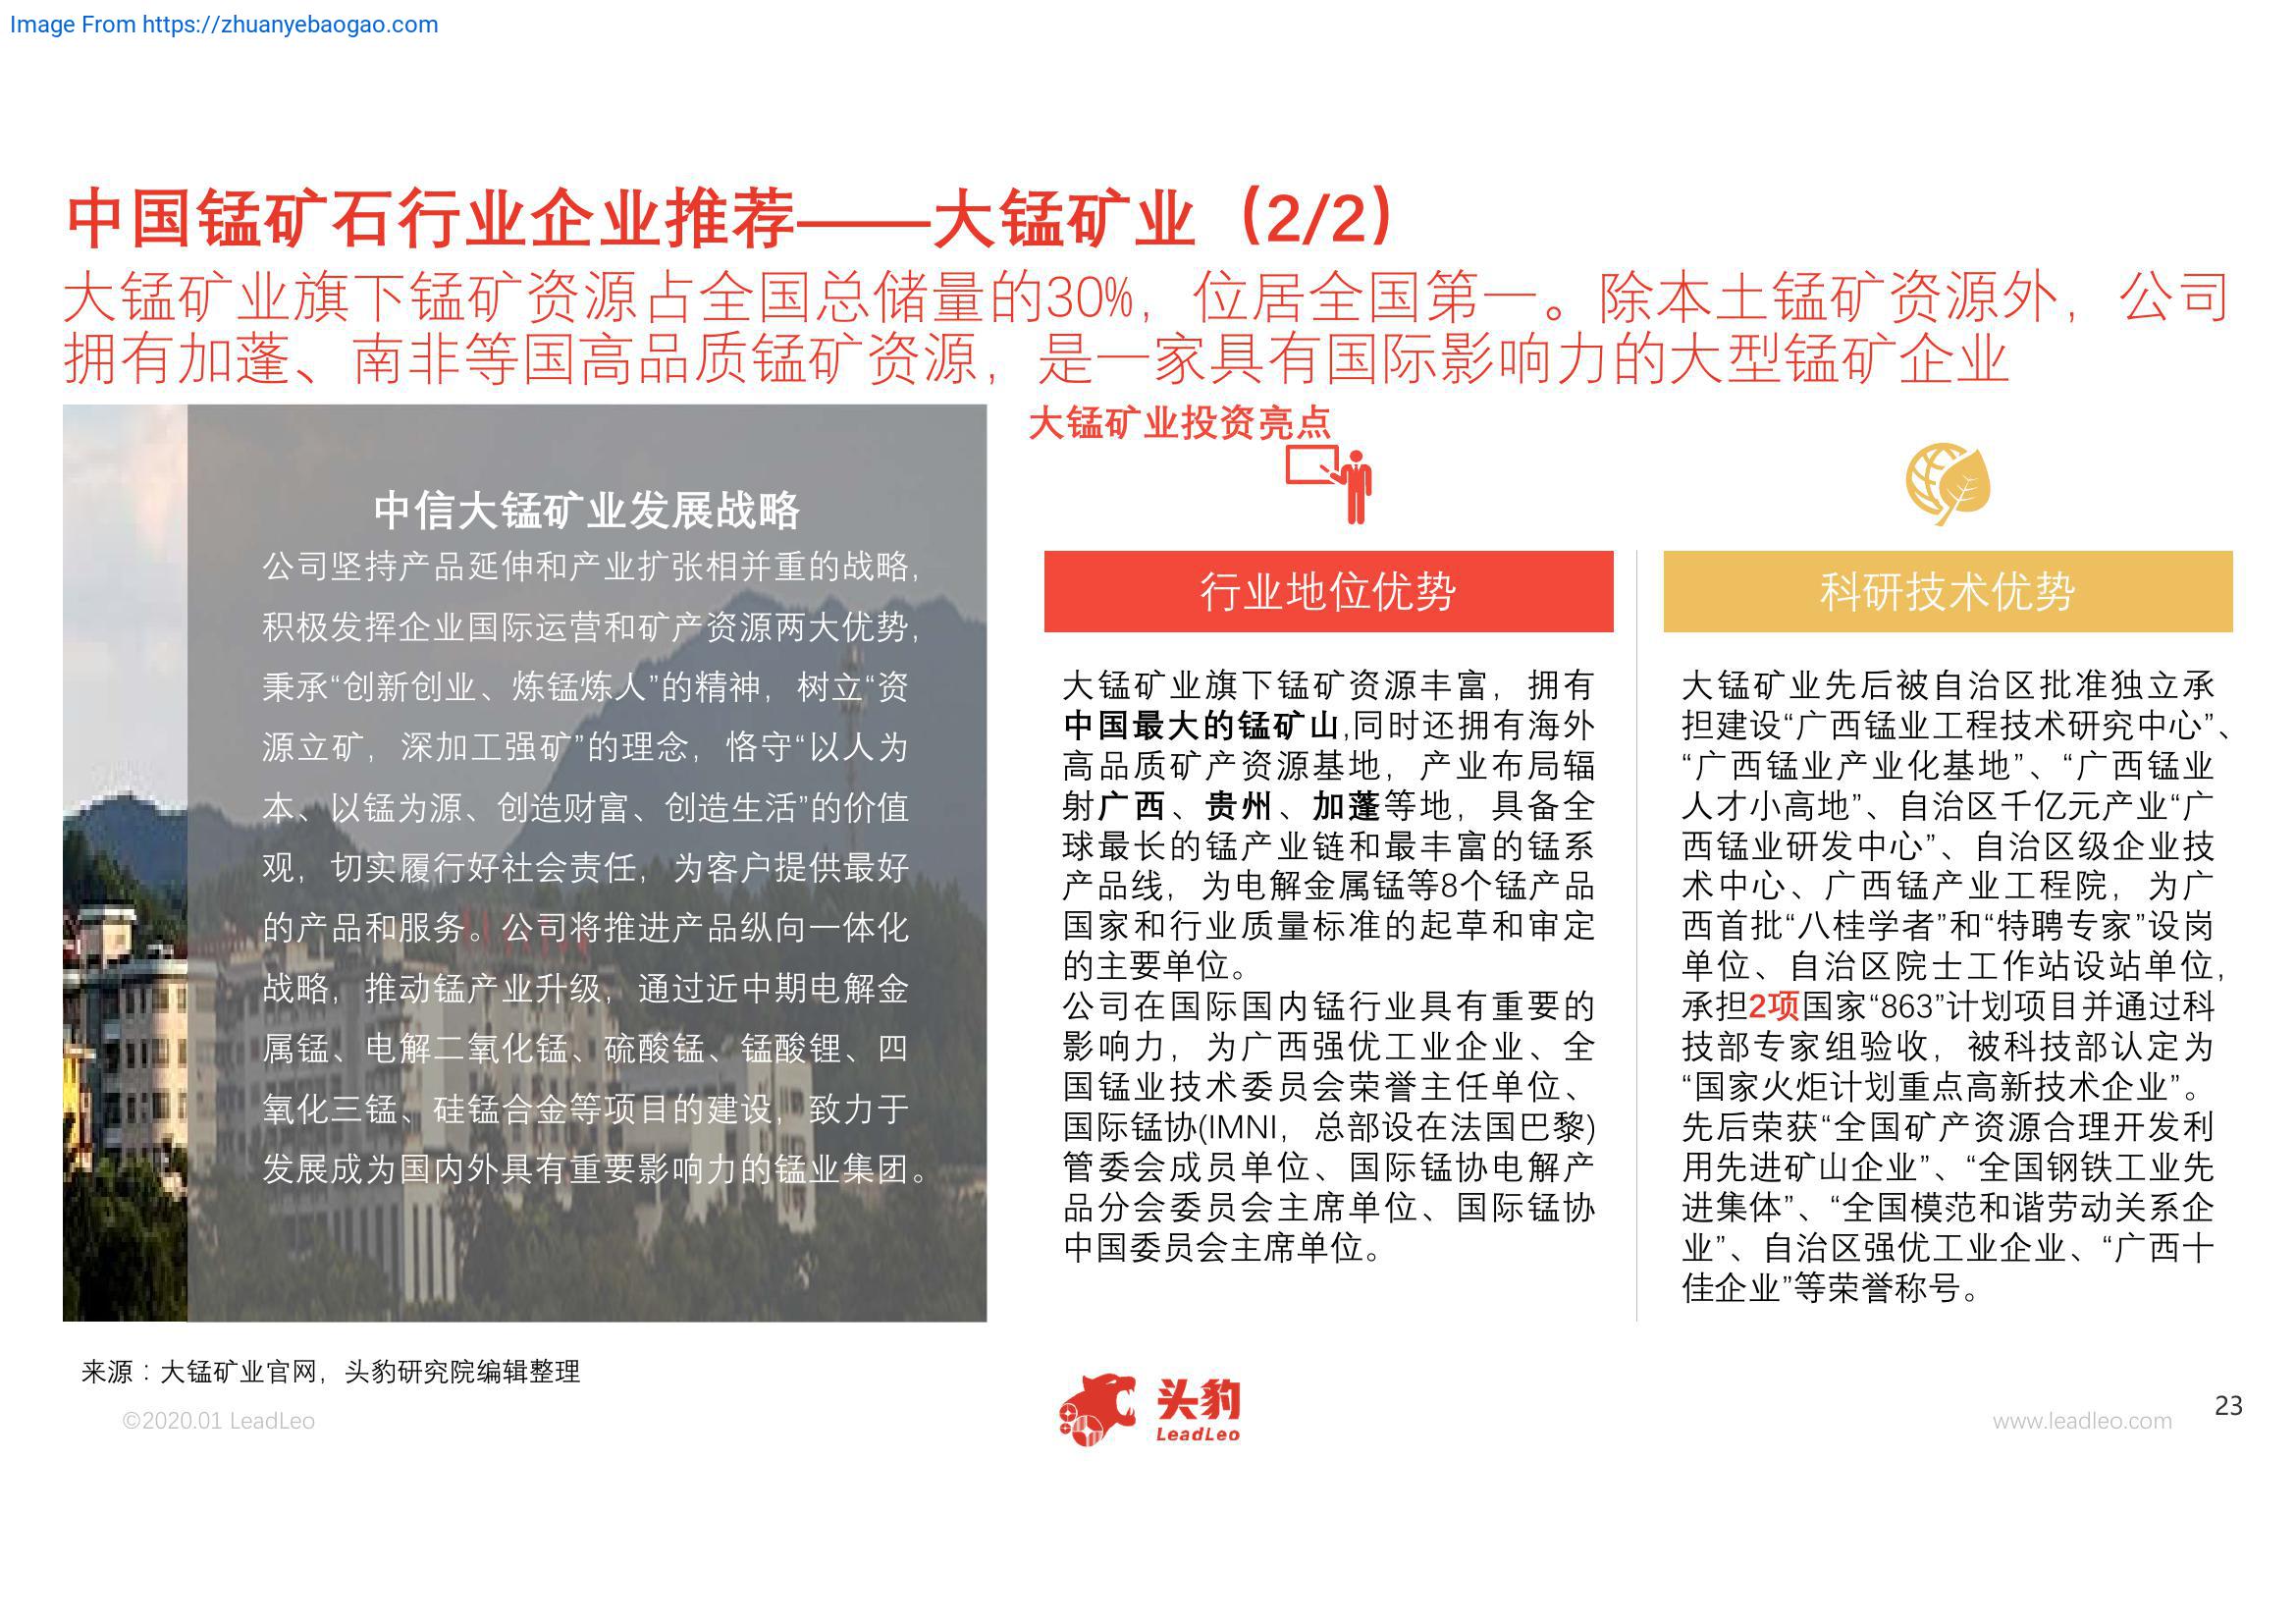 Image From https://zhuanyebaogao.com
中国锰矿石行业企业推荐——大锰矿业（2/2）
大锰矿业旗下锰矿资源占全国总储量的30%，位居全国第一。除本土锰矿资源外，公司
拥有加蓬、南非等国高品质锰矿资源，是一家具有国际影响力的大型锰矿企业
中信大锰矿业发展战略
公司坚持产品延伸和产业扩张相并重的战略，
积极发挥企业国际运营和矿产资源两大优势，
秉承“创新创业、炼锰炼人”的精神，树立“资
源立矿，深加工强矿”的理念，恪守“以人为
本、以锰为源、创造财富、创造生活”的价值
观，切实履行好社会责任，为客户提供最好
的产品和服务。公司将推进产品纵向一体化
战略，推动锰产业升级，通过近中期电解金
属锰、电解二氧化锰、硫酸锰、锰酸锂、四
氧化三锰、硅锰合金等项目的建设，致力于
发展成为国内外具有重要影响力的锰业集团。
大锰矿业投资亮点
行业地位优势
大锰矿业旗下锰矿资源丰富，拥有
中国最大的锰矿山,同时还拥有海外
高品质矿产资源基地，产业布局辐
射广西、贵州、加蓬等地，具备全
球最长的锰产业链和最丰富的锰系
产品线，为电解金属锰等8个锰产品
国家和行业质量标准的起草和审定
的主要单位。
公司在国际国内锰行业具有重要的
影响力，为广西强优工业企业、全
国锰业技术委员会荣誉主任单位、
国际锰协(IMNI，总部设在法国巴黎)
管委会成员单位、国际锰协电解产
品分会委员会主席单位、国际锰协
中国委员会主席单位。
科研技术优势
大锰矿业先后被自治区批准独立承
担建设“广西锰业工程技术研究中心”、
“广西锰业产业化基地”、“广西锰业
人才小高地”、自治区千亿元产业“广
西锰业研发中心”、自治区级企业技
术中心、广西锰产业工程院，为广
西首批“八桂学者”和“特聘专家”设岗
单位、自治区院士工作站设站单位，
承担2项国家“863”计划项目并通过科
技部专家组验收，被科技部认定为
“国家火炬计划重点高新技术企业”。
先后荣获“全国矿产资源合理开发利
用先进矿山企业”、“全国钢铁工业先
进集体”、“全国模范和谐劳动关系企
业”、自治区强优工业企业、“广西十
佳企业”等荣誉称号。
来源：大锰矿业官网，头豹研究院编辑整理
©2020.01 LeadLeo
头豹
LeadLeo
www.leadleo.com
23